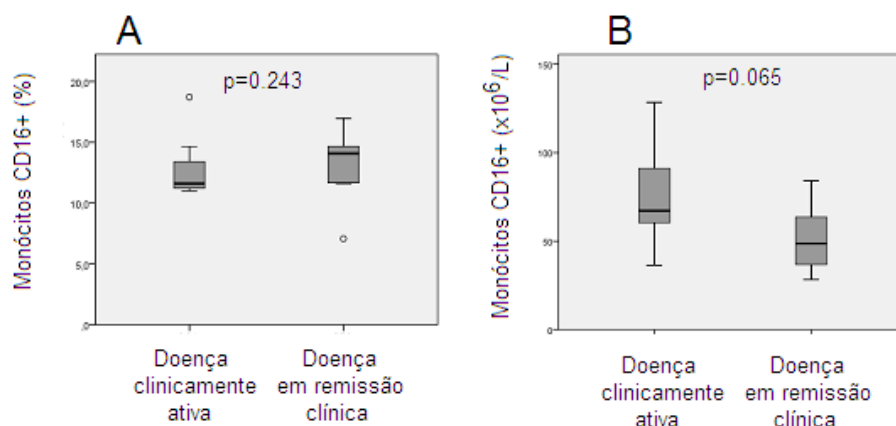 A
Monócitos CD16+ (%)
p=0.243
20,0
15,0
10,0
5,0
,0
Doença
clinicamente
ativa
Doença
em remissão
clínica
B
Monócitos CD16+ (x10⁶/L)
p=0.065
150
100
50
0
Doença
clinicamente
ativa
Doença
em remissão
clínica